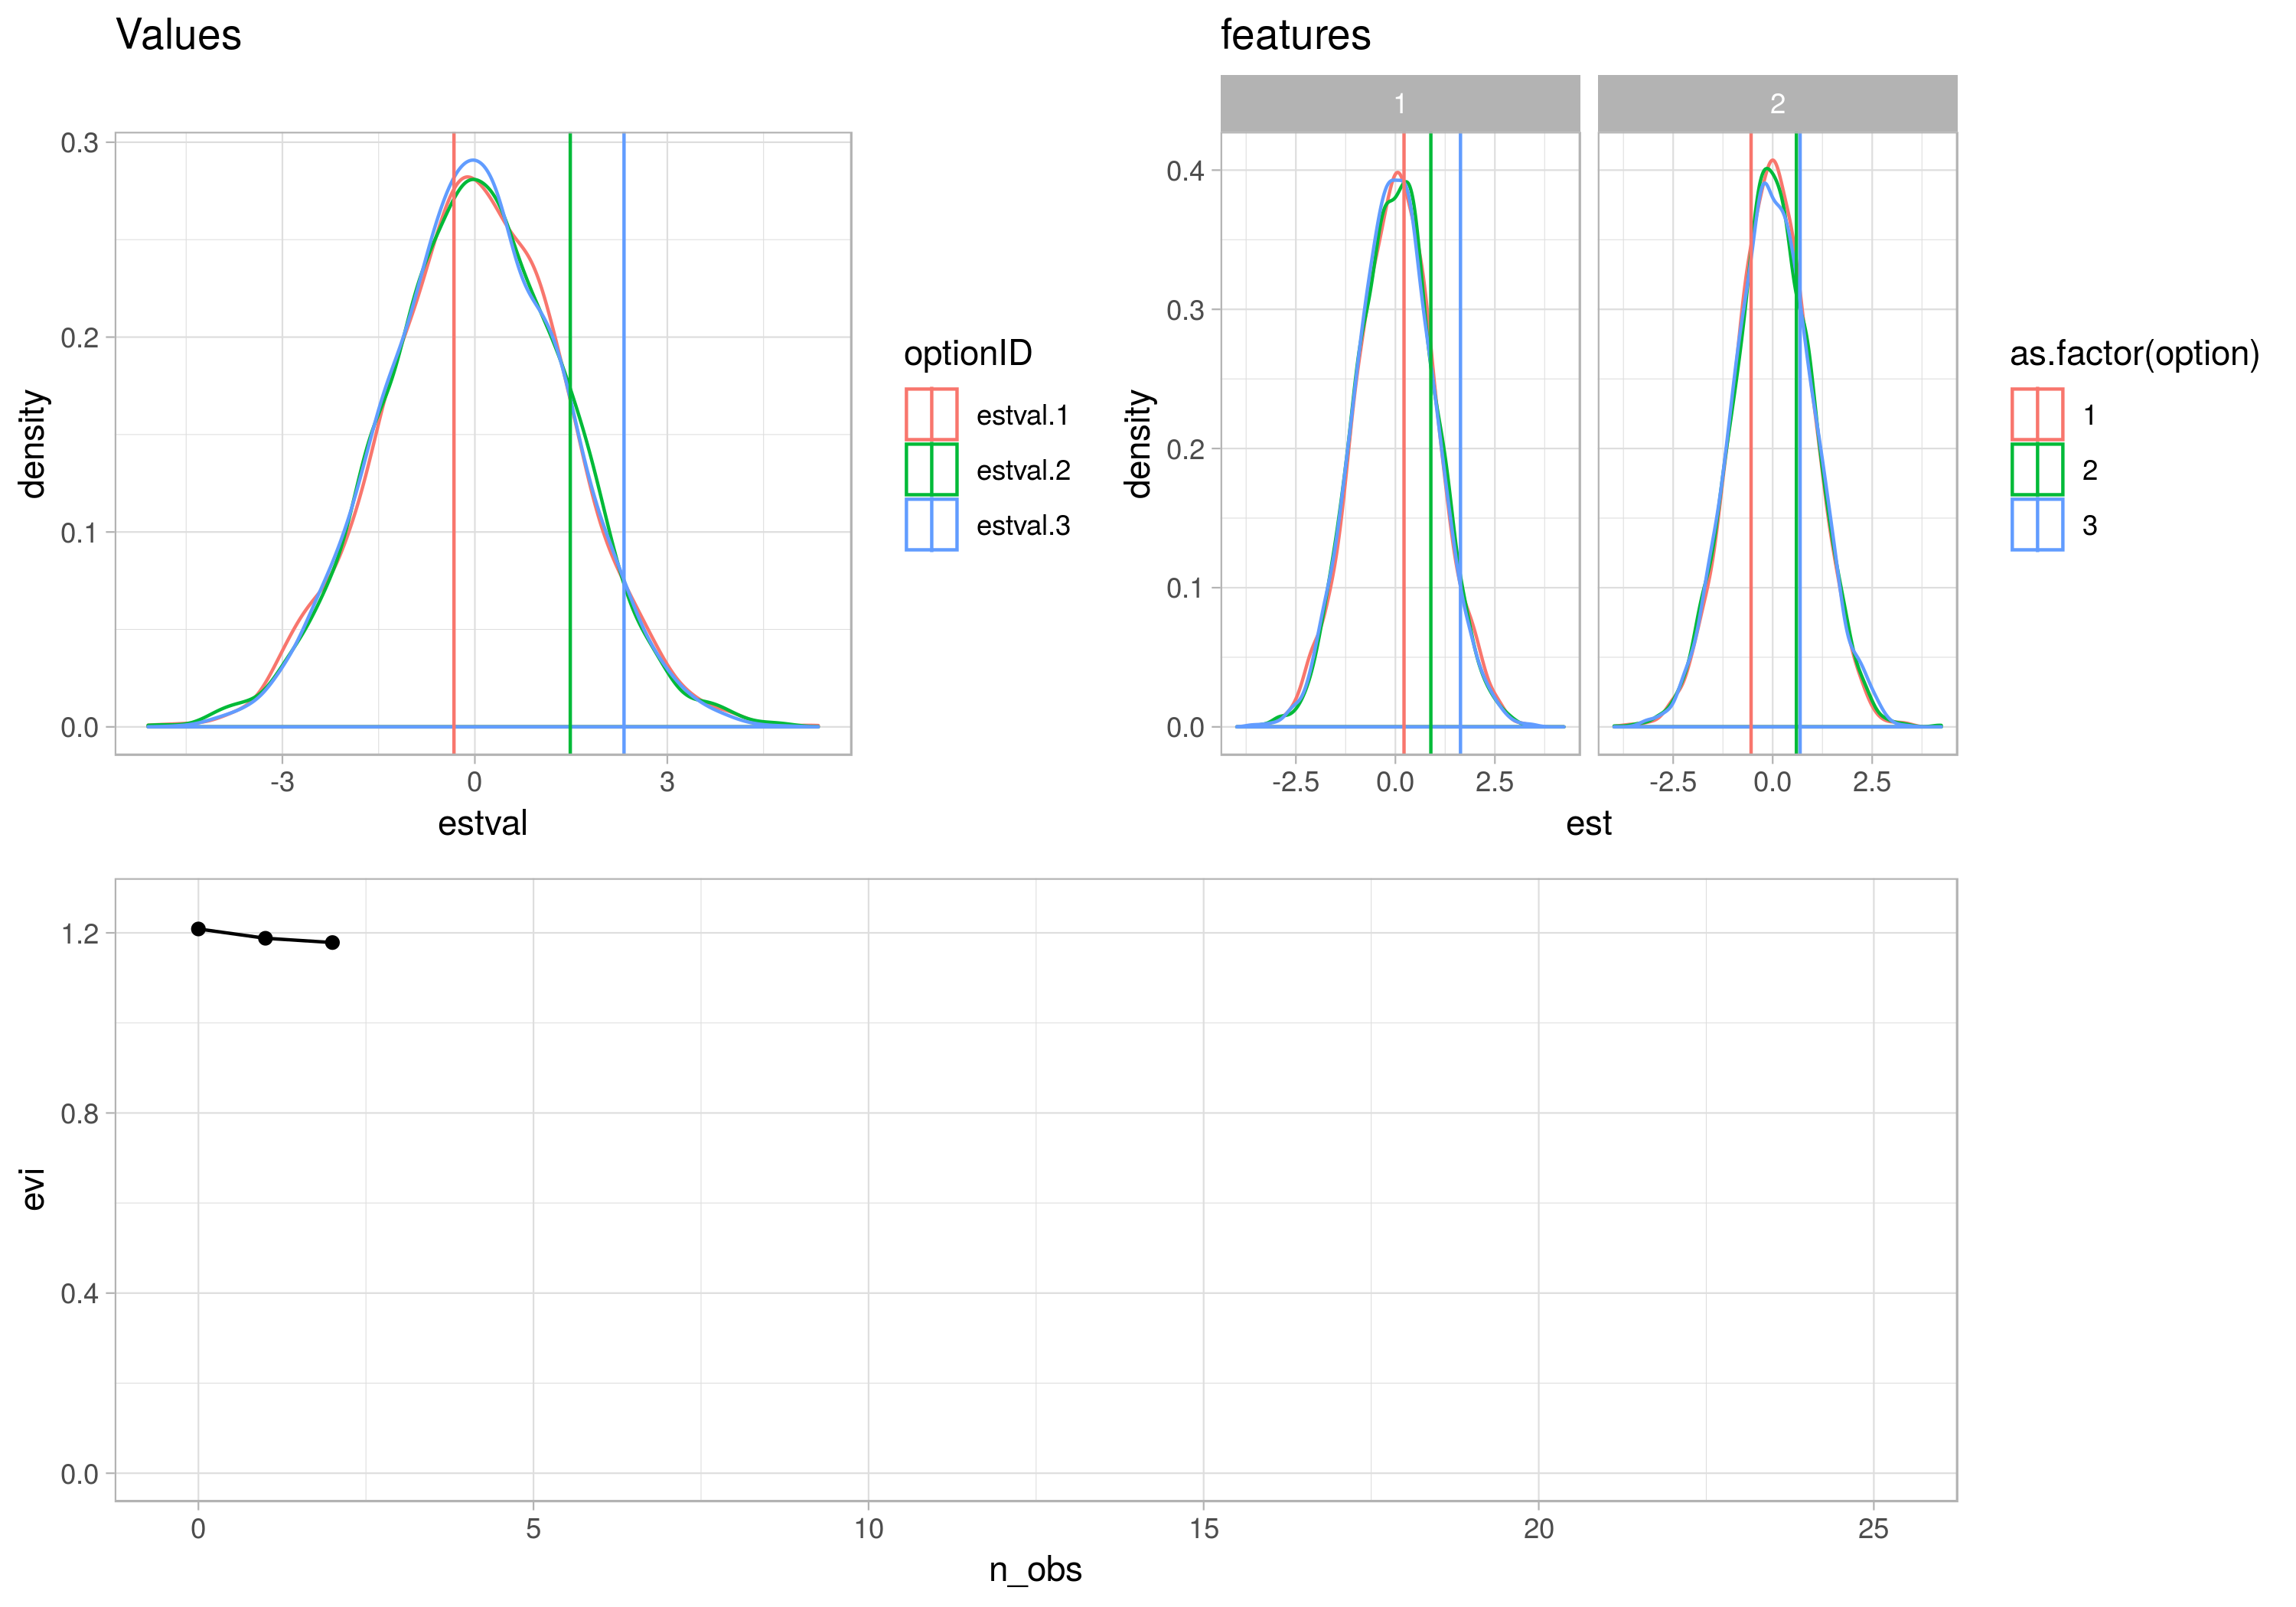 Values
0.3
0.2
0.1
0.0
density
-3
0
3
estval
optionID
estval.1
estval.2
estval.3
features
1
2
0.4
0.3
0.2
0.1
0.0
density
-2.5
0.0
2.5
-2.5
0.0
2.5
est
as.factor(option)
1
2
3
1.2
0.8
0.4
0.0
evi
0
5
10
15
20
25
n_obs